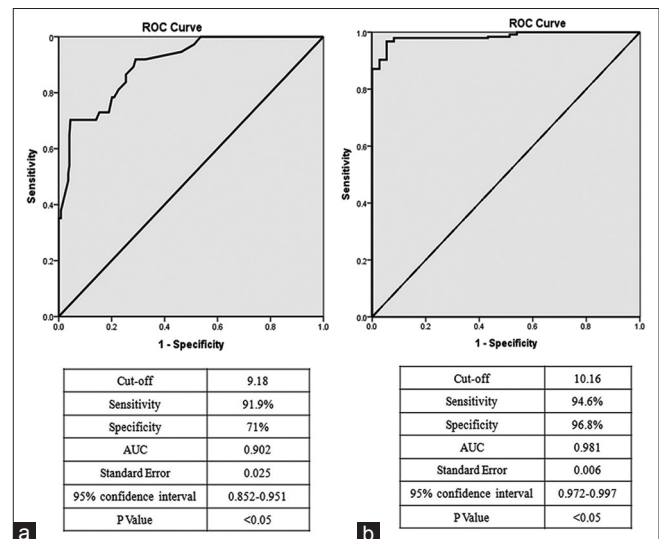 ROC Curve
0
0.8
0.6
0.4
0.2
0.0
Sensitivity
0.0
0.2
0.4
0.6
0.8
1.0
1 - Specificity
Cut-off 9.18
Sensitivity 91.9%
Specificity 71%
AUC 0.902
Standard Error 0.025
95% confidence interval 0.852-0.951
P Value <0.05
a
ROC Curve
1.0
0.8
0.6
0.4
0.2
0.0
Sensitivity
0.0
0.2
0.4
0.6
0.8
1.0
1 - Specificity
Cut-off 10.16
Sensitivity 94.6%
Specificity 96.8%
AUC 0.981
Standard Error 0.006
95% confidence interval 0.972-0.997
P Value <0.05
b